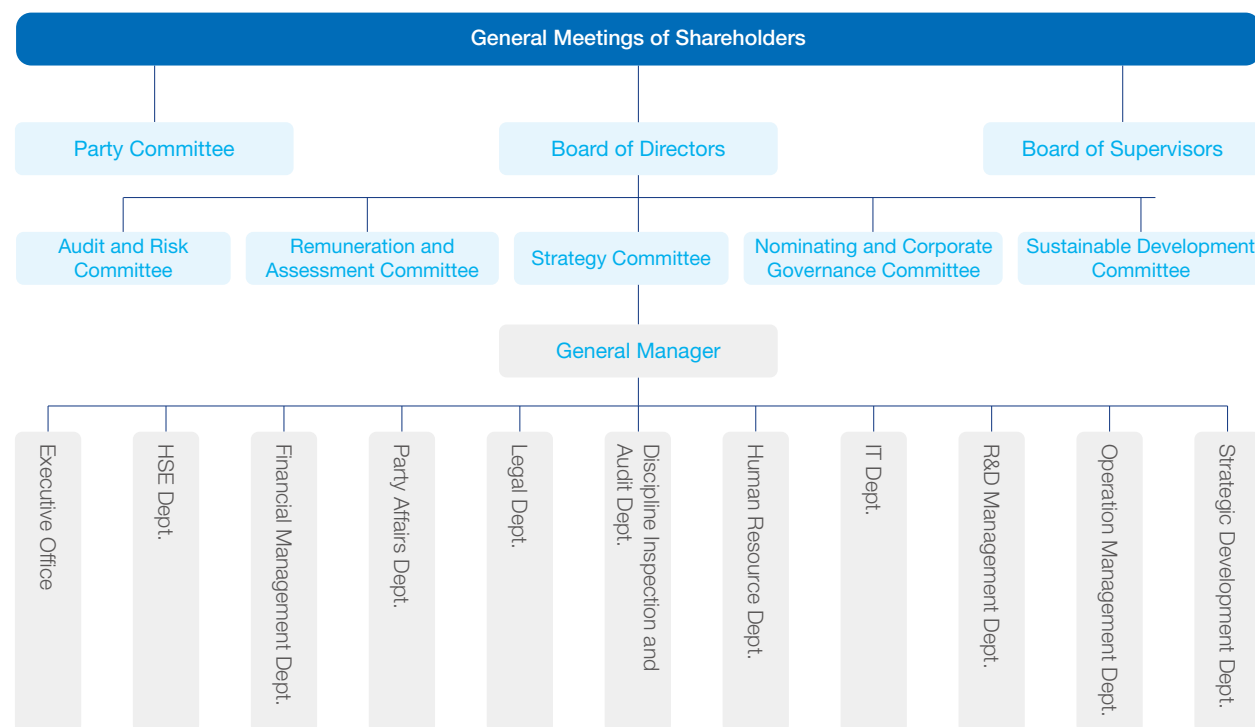 General Meetings of Shareholders
Party Committee
Board of Directors
Board of Supervisors
Audit and Risk
Committee
Remuneration and
Assessment Committee
Strategy Committee
Nominating and Corporate
Governance Committee
Sustainable Development
Committee
General Manager
Executive Office
HSE Dept.
Financial Management Dept.
Party Affairs Dept.
Legal Dept.
Discipline Inspection and
Audit Dept.
Human Resource Dept.
IT Dept.
R&D Management Dept.
Operation Management Dept.
Strategic Development Dept.